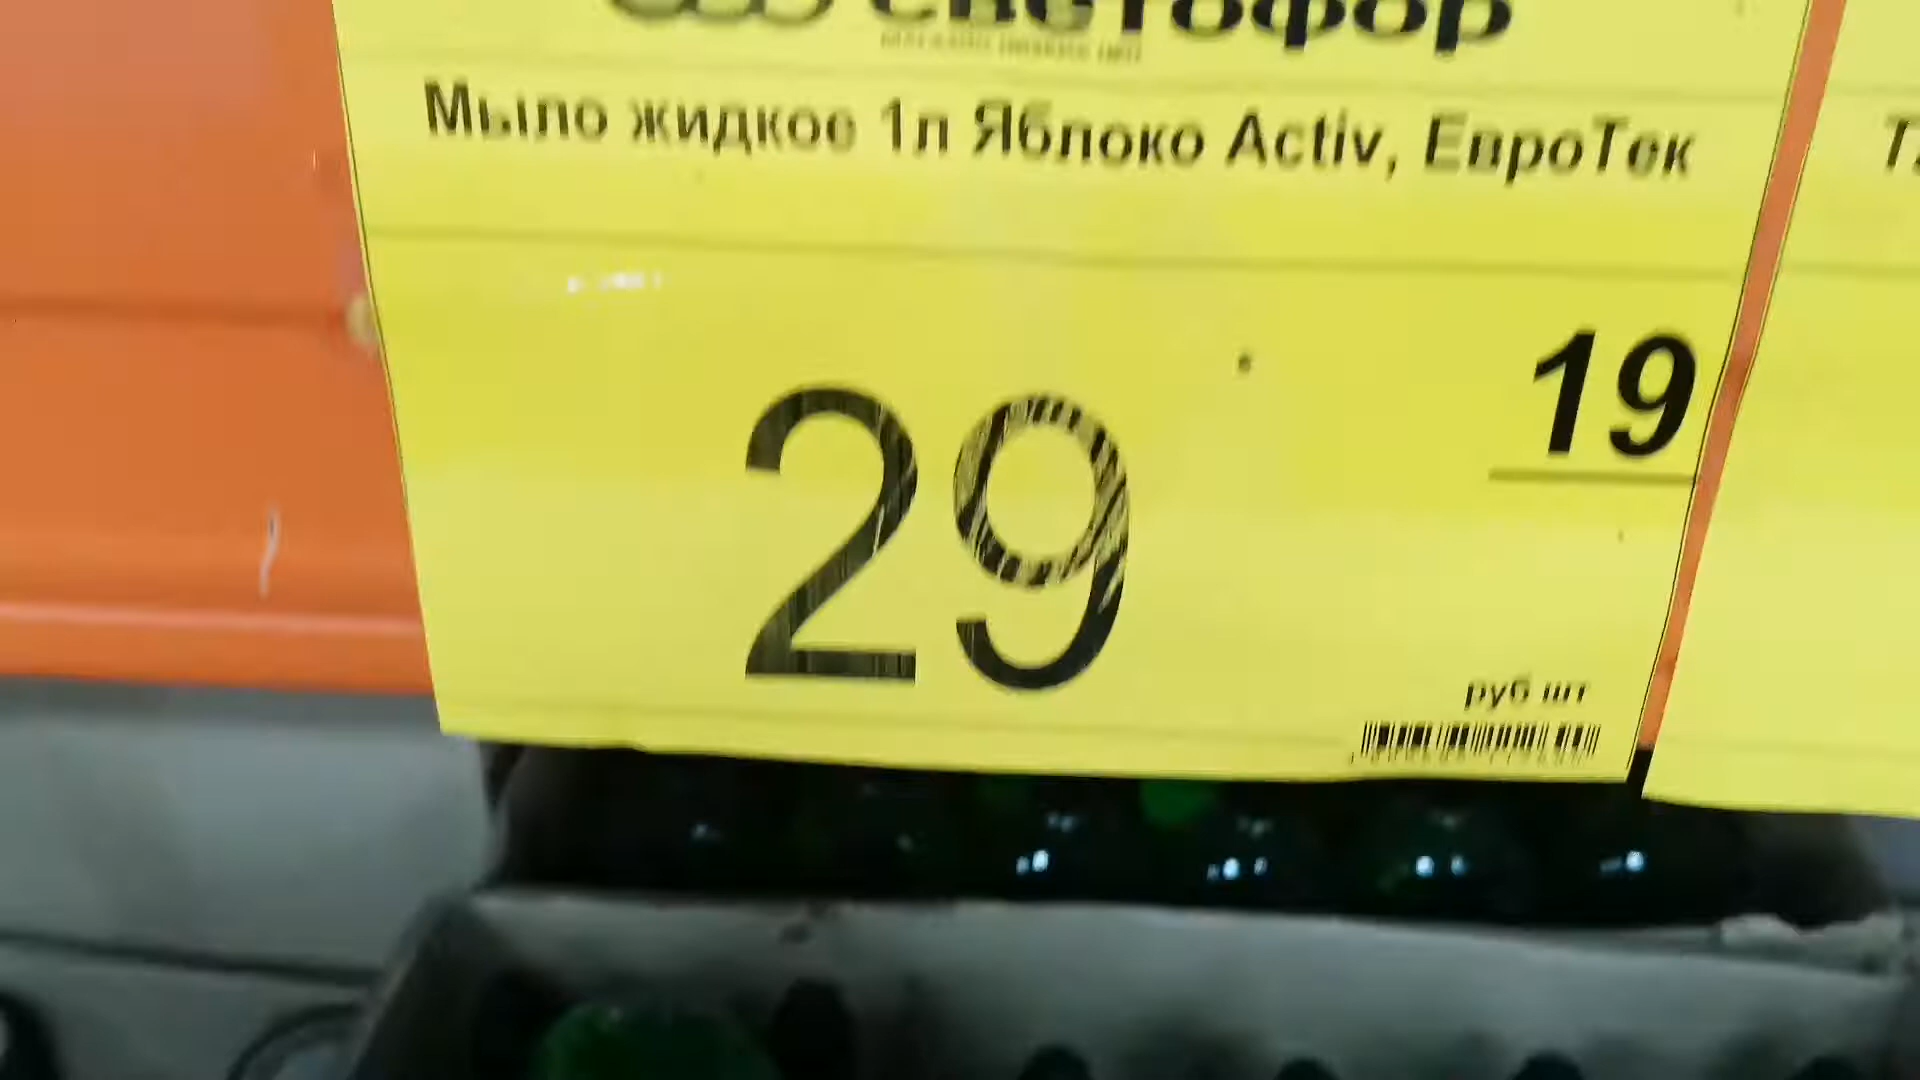 Светофор
Мыло жидкое 1л Яблоко Activ, ЕвроТек
29
19
руб шт